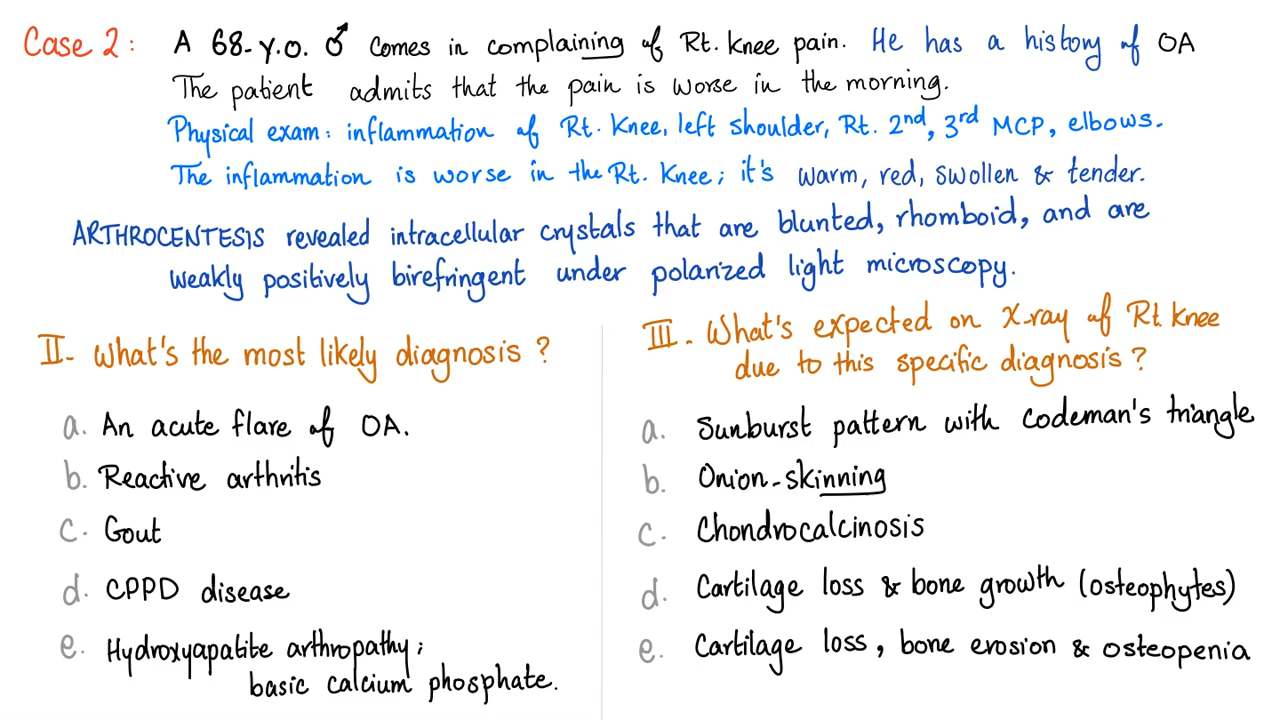 Case 2: A 68-y.o. ♂ comes in complaining of Rt. knee pain. He has a history of OA
The patient admits that the pain is worse in the morning.
Physical exam: inflammation of Rt. Knee, left shoulder, Rt. 2nd, 3rd MCP, elbows.
The inflammation is worse in the Rt. Knee; it's warm, red, swollen & tender.
ARTHROCENTESIS revealed intracellular crystals that are blunted, rhomboid, and are
weakly positively birefringent under polarized light microscopy.
II- What's the most likely diagnosis?
a. An acute flare of OA.
b. Reactive arthritis
c. Gout
d. CPPD disease
e. Hydroxyapatite arthropathy;
basic calcium phosphate.
III. What's expected on X-ray of Rt. Knee
due to this specific diagnosis?
a. Sunburst pattern with codeman's triangle
b. Onion-skinning
c. Chondrocalcinosis
d. Cartilage loss & bone growth (osteophytes)
e. Cartilage loss, bone erosion & osteopenia